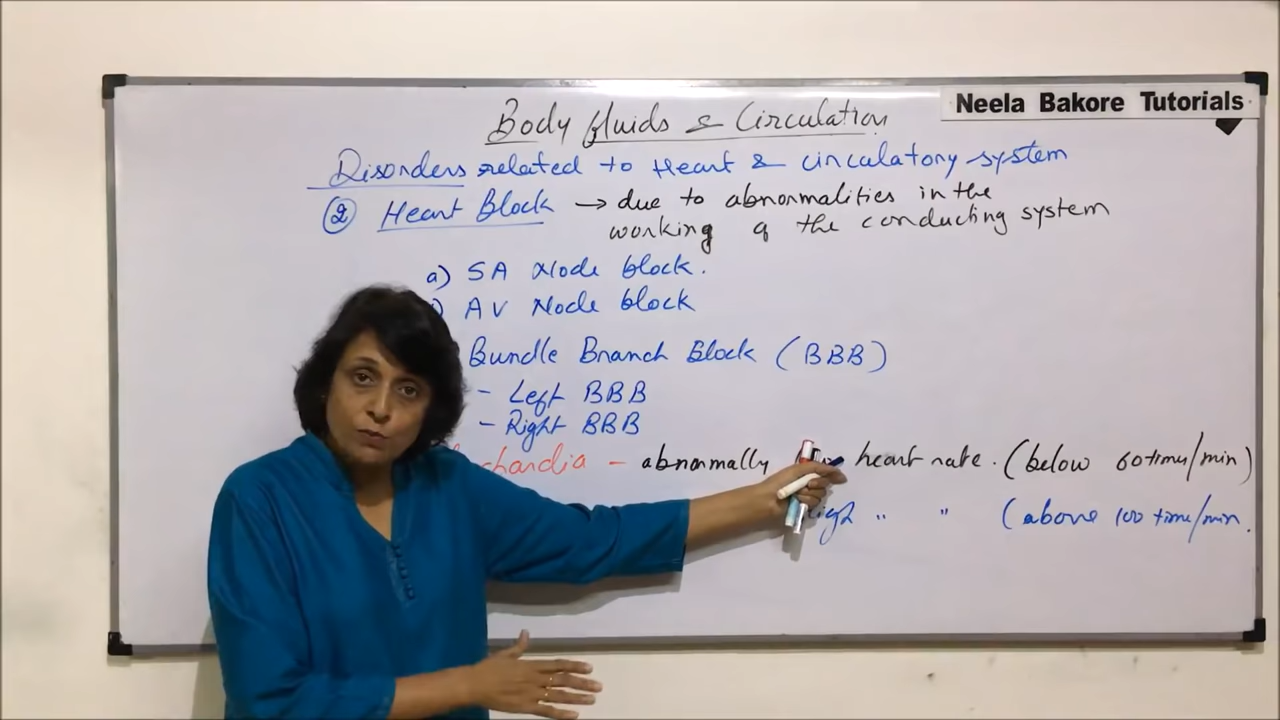 Neela Bakore Tutorials
Body fluids & Circulation
Disorders related to Heart & circulatory system
② Heart Block → due to abnormalities in the
working of the conducting system
a) SA Node block.
AV Node block
Bundle Branch Block (BBB)
- Left BBB
- Right BBB
- abnormally heart rate. (below 60 times/min)
high " " (above 100 time/min.